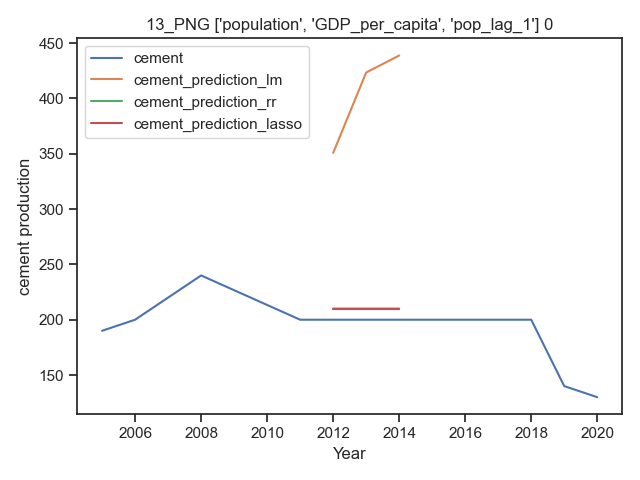 13_PNG ['population', 'GDP_per_capita', 'pop_lag_1'] 0
cement
cement_prediction_lm
cement_prediction_rr
cement_prediction_lasso
450
400
350
300
250
200
150
cement production
2006 2008 2010 2012 2014 2016 2018 2020
Year